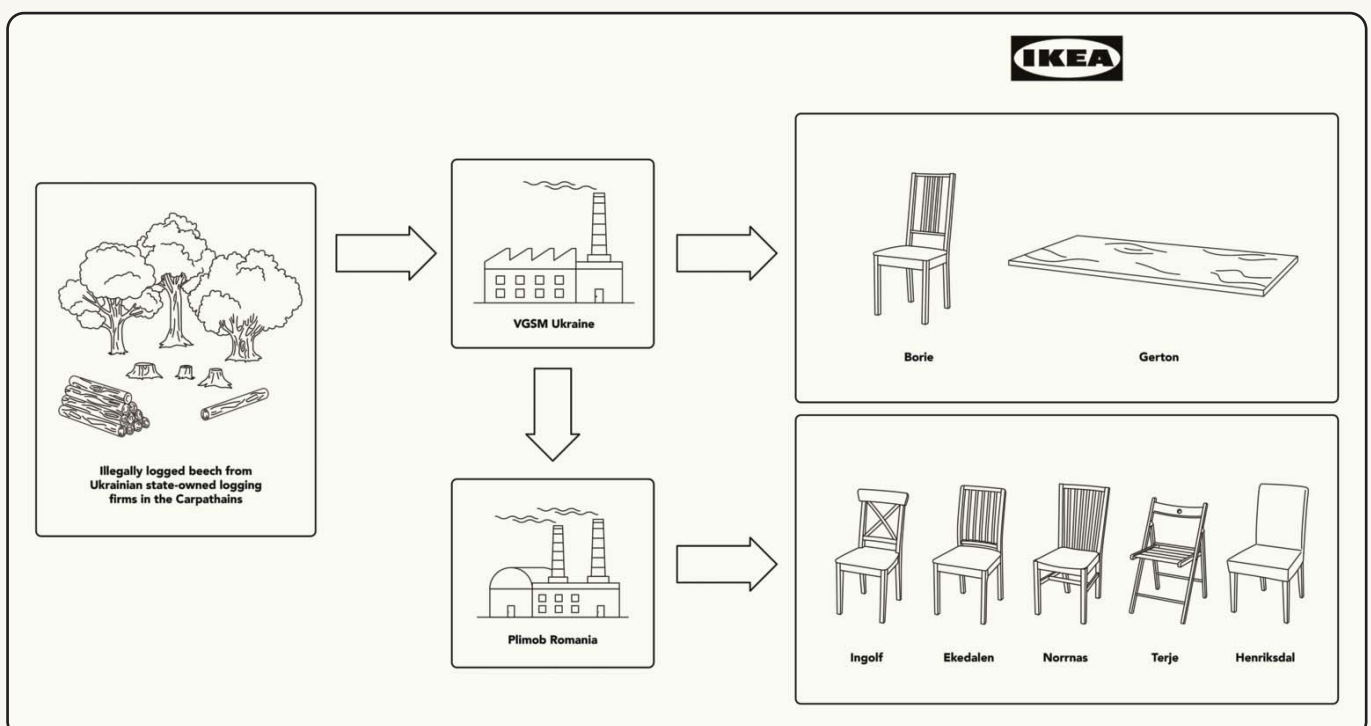 IKEA
Illegally logged beech from
Ukrainian state-owned logging
firms in the Carpathains
VGSM Ukraine
Borie
Gerton
Plimob Romania
Ingolf
Ekedalen
Norrnas
Terje
Henriksdal